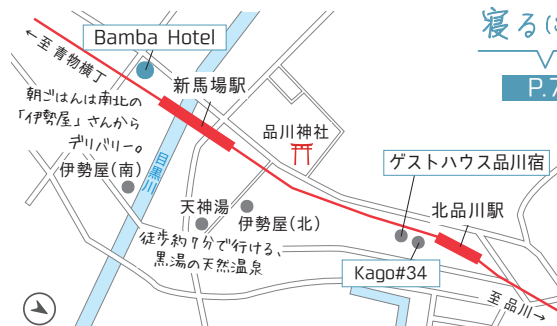 寝る
P.7
Bamba Hotel
←至青物横丁
新馬場駅
朝ごはんは南北の
「伊勢屋」さんから
デリバリー。
伊勢屋(南)
目黒川
品川神社
ゲストハウス品川宿
天神湯
伊勢屋(北)
北品川駅
徒歩約7分で行ける、
黒湯の天然温泉
Kago#34
至品川→